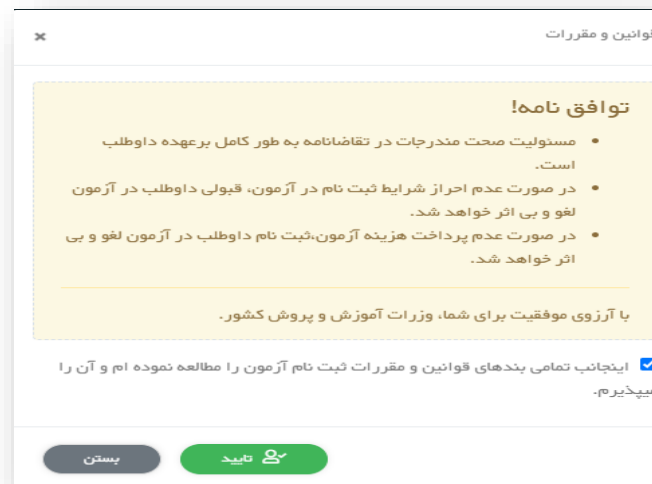 قوانین و مقررات
×
توافق نامه!
• مسئولیت صحت مندرجات در تقاضانامه به طور کامل برعهده داوطلب
است.
• در صورت عدم احراز شرایط ثبت نام در آزمون، قبولی داوطلب در آزمون
لغو و بی اثر خواهد شد.
• در صورت عدم پرداخت هزینه آزمون،ثبت نام داوطلب در آزمون لغو و بی
اثر خواهد شد.
با آرزوی موفقیت برای شما، وزرات آموزش و پروش کشور.
اینجانب تمامی بندهای قوانین و مقررات ثبت نام آزمون را مطالعه نموده ام و آن را
میپذیرم.
تایید
بستن